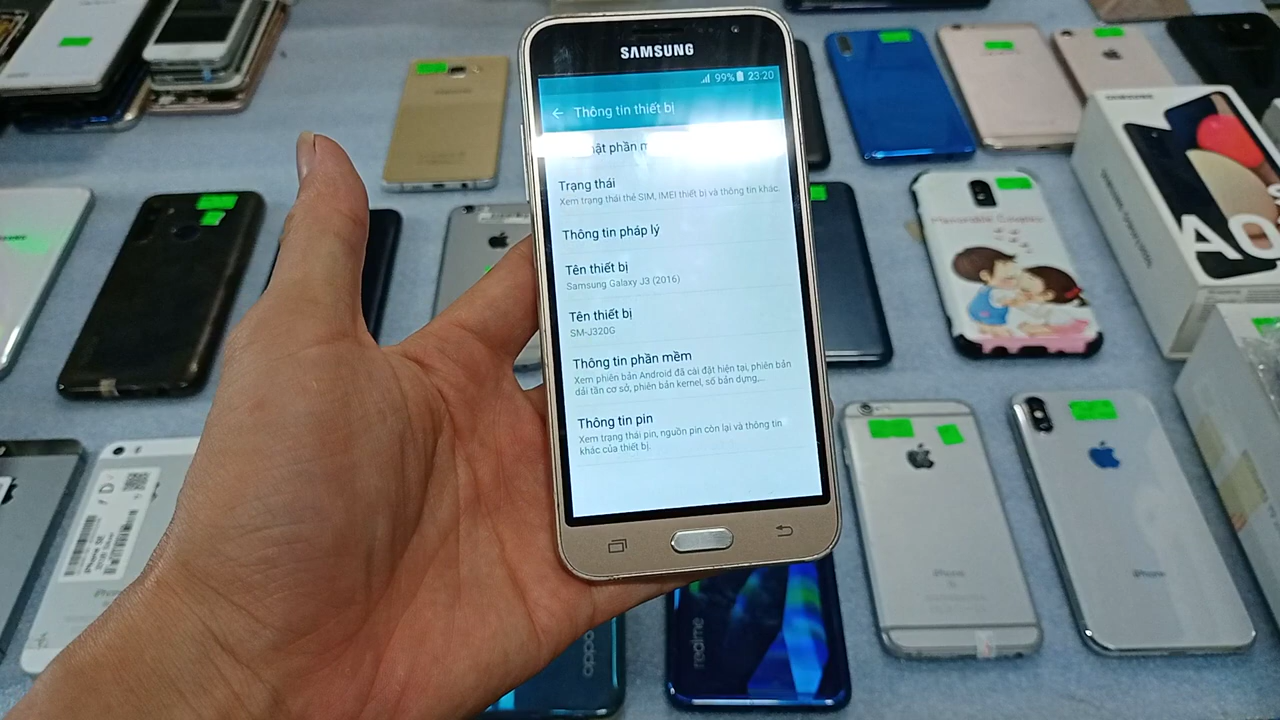 SAMSUNG
99% 23:20
Thông tin thiết bị
Trạng thái
Xem trạng thái thẻ SIM, IMEI thiết bị và thông tin khác.
Thông tin pháp lý
Tên thiết bị
Samsung Galaxy J3 (2016)
Tên thiết bị
SM-J320G
Thông tin phần mềm
Xem phiên bản Android đã cài đặt hiện tại, phiên bản
dải tần cơ sở, phiên bản kernel, số bản dựng,...
Thông tin pin
Xem trạng thái pin, nguồn pin còn lại và thông tin
khác của thiết bị.
SAMSUNG
A0
iPhone
iPhone
oppo
realme